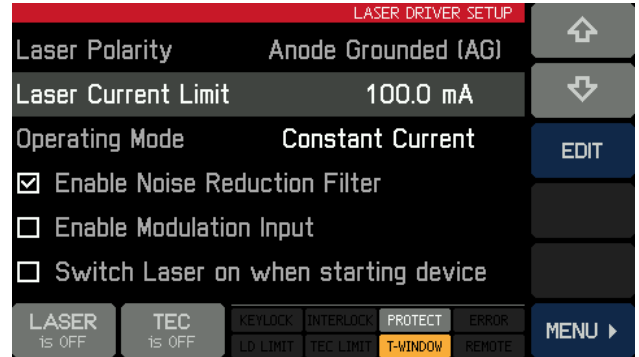 LASER DRIVER SETUP
Laser Polarity Anode Grounded (AG)
Laser Current Limit 100.0 mA
Operating Mode Constant Current
EDIT
Enable Noise Reduction Filter
Enable Modulation Input
Switch Laser on when starting device
LASER is OFF
TEC is OFF
KEYLOCK INTERLOCK PROTECT ERROR
LD LIMIT TEC LIMIT T-WINDOW REMOTE
MENU